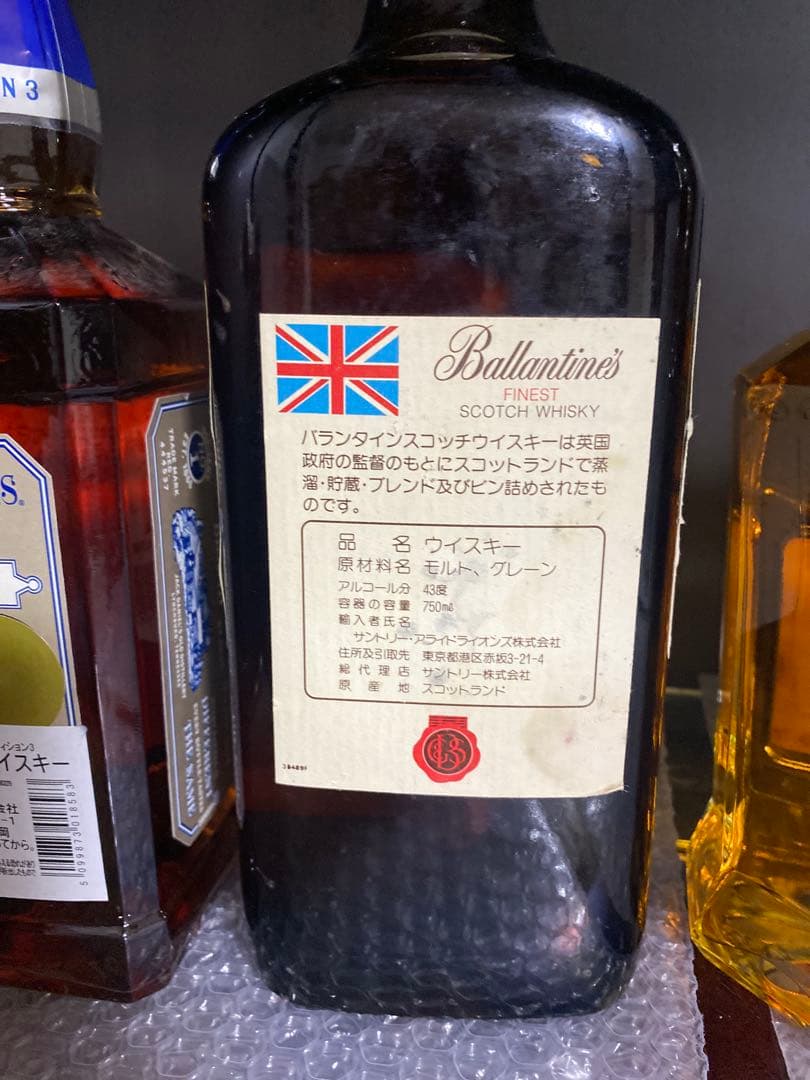 Ballantine's
FINEST
SCOTCH WHISKY
バランタインスコッチウイスキーは英国
政府の監督のもとにスコットランドで蒸
溜・貯蔵・ブレンド及びビン詰めされたも
のです。
品名 ウイスキー
原材料名 モルト、グレーン
アルコール分 43度
容器の容量 750㎖
輸入者氏名
サントリー・アライドライオンズ株式会社
住所及引取先 東京都港区赤坂3-21-4
総代理店 サントリー株式会社
原産地 スコットランド
N 3
S
TRADE MARK
REG
イスキー
5099873018583